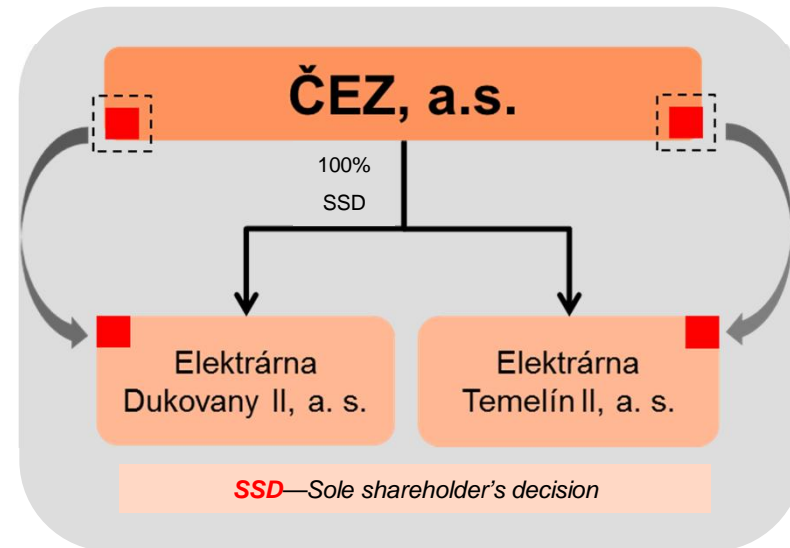 ČEZ, a.s.
100%
SSD
Elektrárna
Dukovany II, a. s.
Elektrárna
Temelín II, a. s.
SSD—Sole shareholder's decision